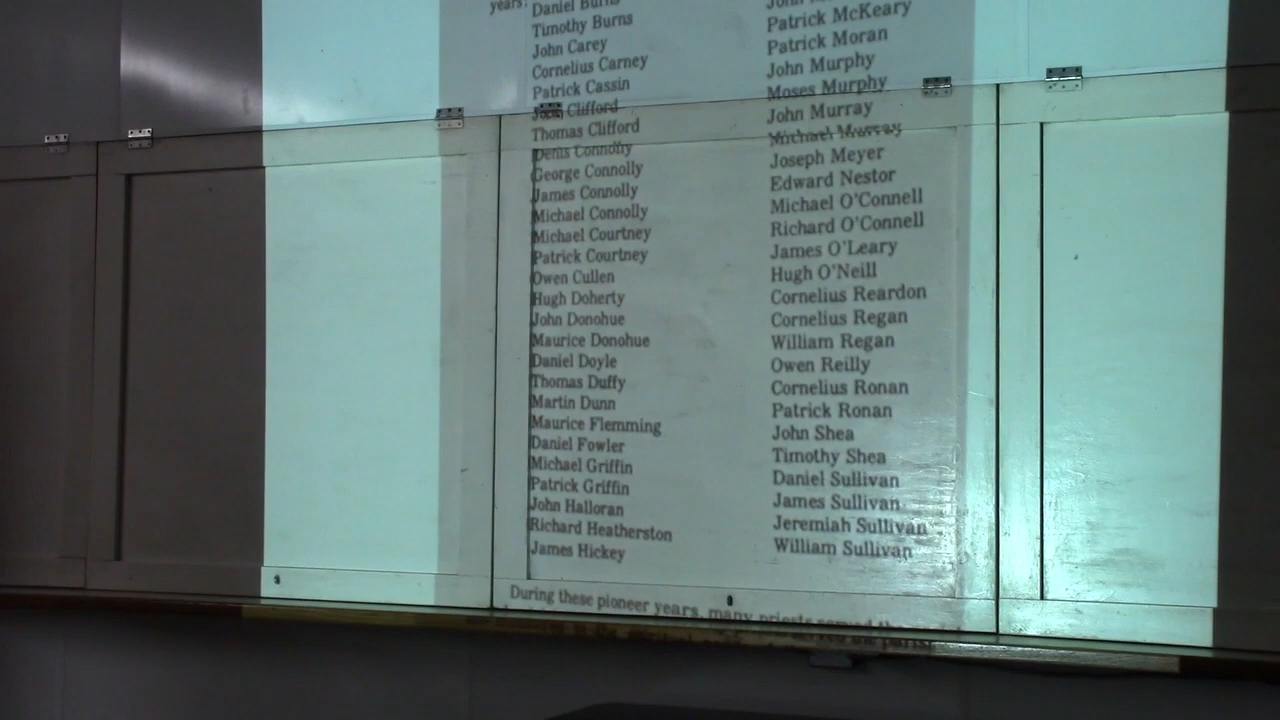 years:
Daniel Burns
Timothy Burns
John Carey
Cornelius Carney
Patrick Cassin
John Clifford
Thomas Clifford
Denis Connolly
George Connolly
James Connolly
Michael Connolly
Michael Courtney
Patrick Courtney
Owen Cullen
Hugh Doherty
John Donohue
Maurice Donohue
Daniel Doyle
Thomas Duffy
Martin Dunn
Maurice Flemming
Daniel Fowler
Michael Griffin
Patrick Griffin
John Halloran
Richard Heatherston
James Hickey
John
Patrick McKeary
Patrick Moran
John Murphy
Moses Murphy
John Murray
Michael Murray
Joseph Meyer
Edward Nestor
Michael O'Connell
Richard O'Connell
James O'Leary
Hugh O'Neill
Cornelius Reardon
Cornelius Regan
William Regan
Owen Reilly
Cornelius Ronan
Patrick Ronan
John Shea
Timothy Shea
Daniel Sullivan
James Sullivan
Jeremiah Sullivan
William Sullivan
During these pioneer years, many priests served